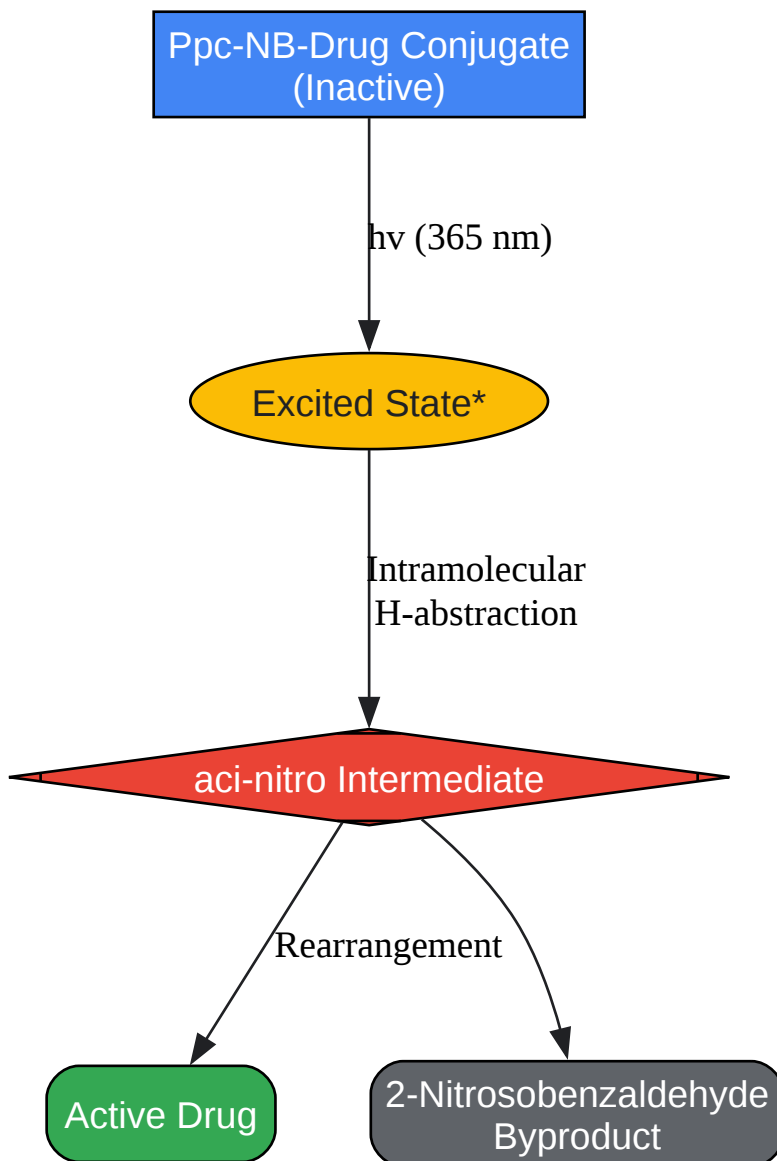 Ppc-NB-Drug Conjugate
(Inactive)
hv (365 nm)
Excited State*
Intramolecular
H-abstraction
aci-nitro Intermediate
Rearrangement
Active Drug
2-Nitrosobenzaldehyde
Byproduct